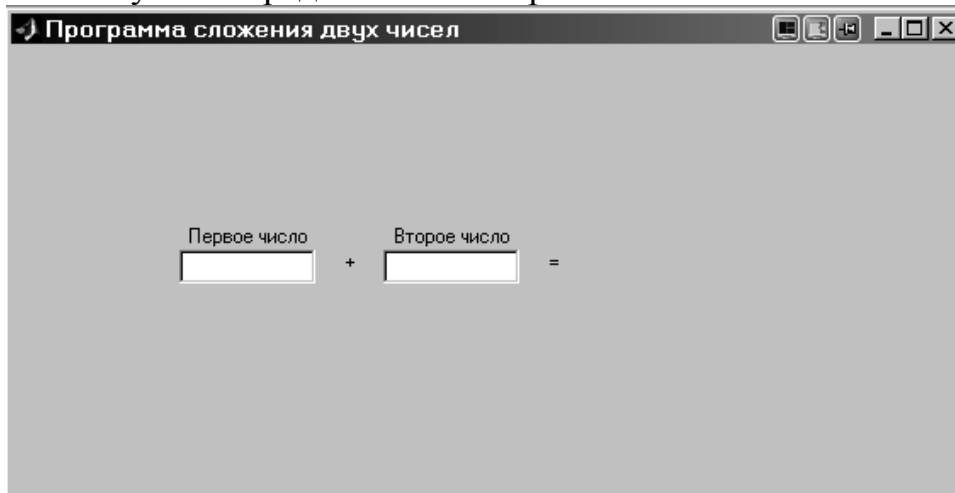 Программа сложения двух чисел
Первое число Второе число
+ =